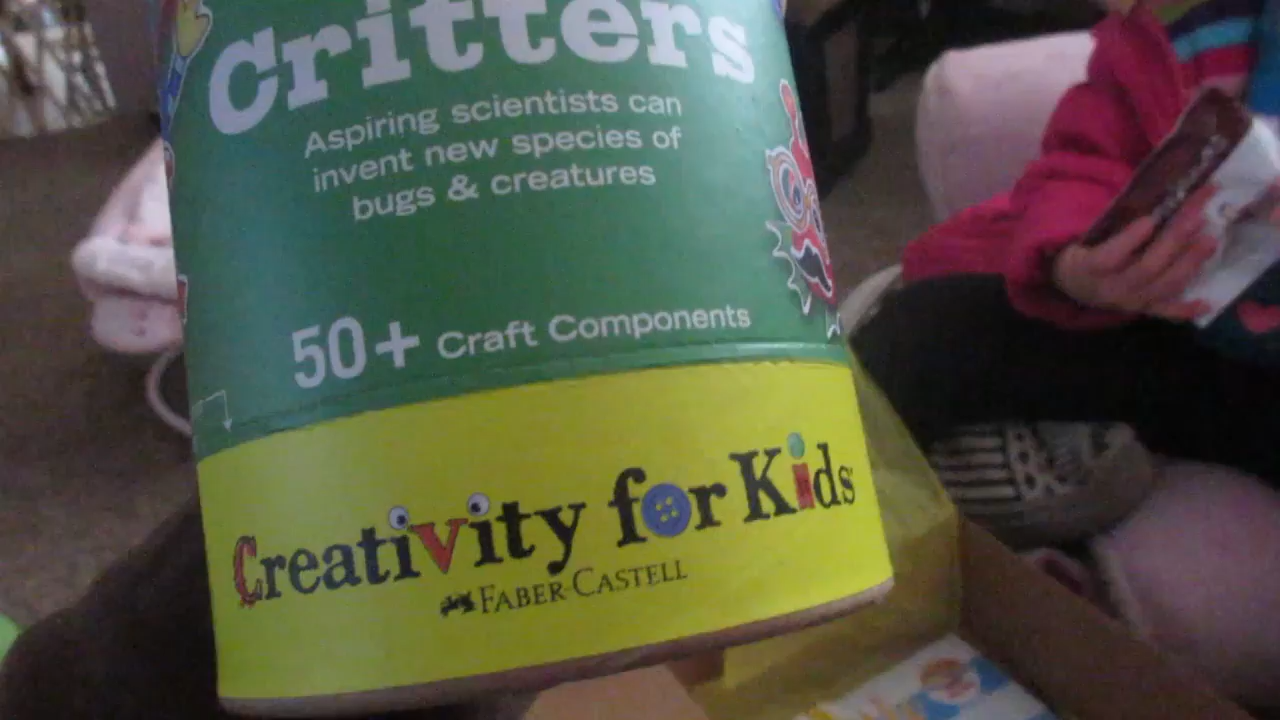 Critters
Aspiring scientists can
invent new species of
bugs & creatures
50+ Craft Components
Creativity for Kids
FABER-CASTELL